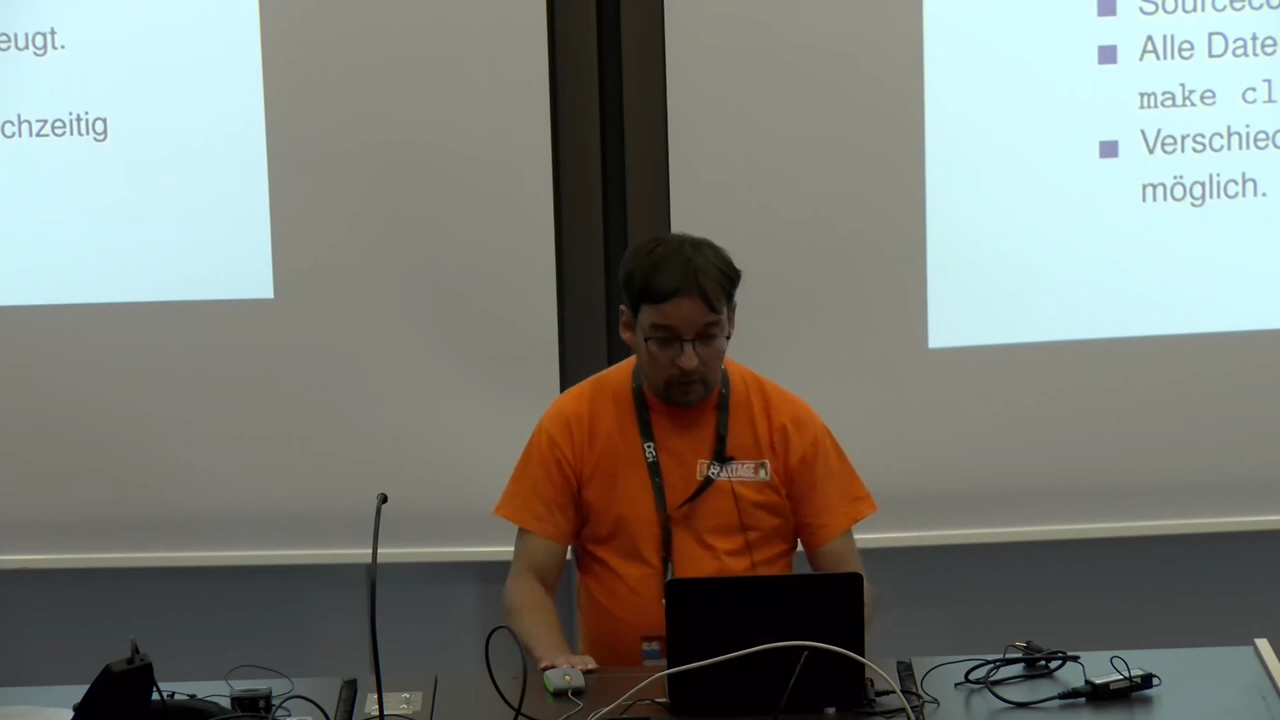 eugt.
chzeitig
Sourceco
Alle Date
make cl
Verschied
möglich.